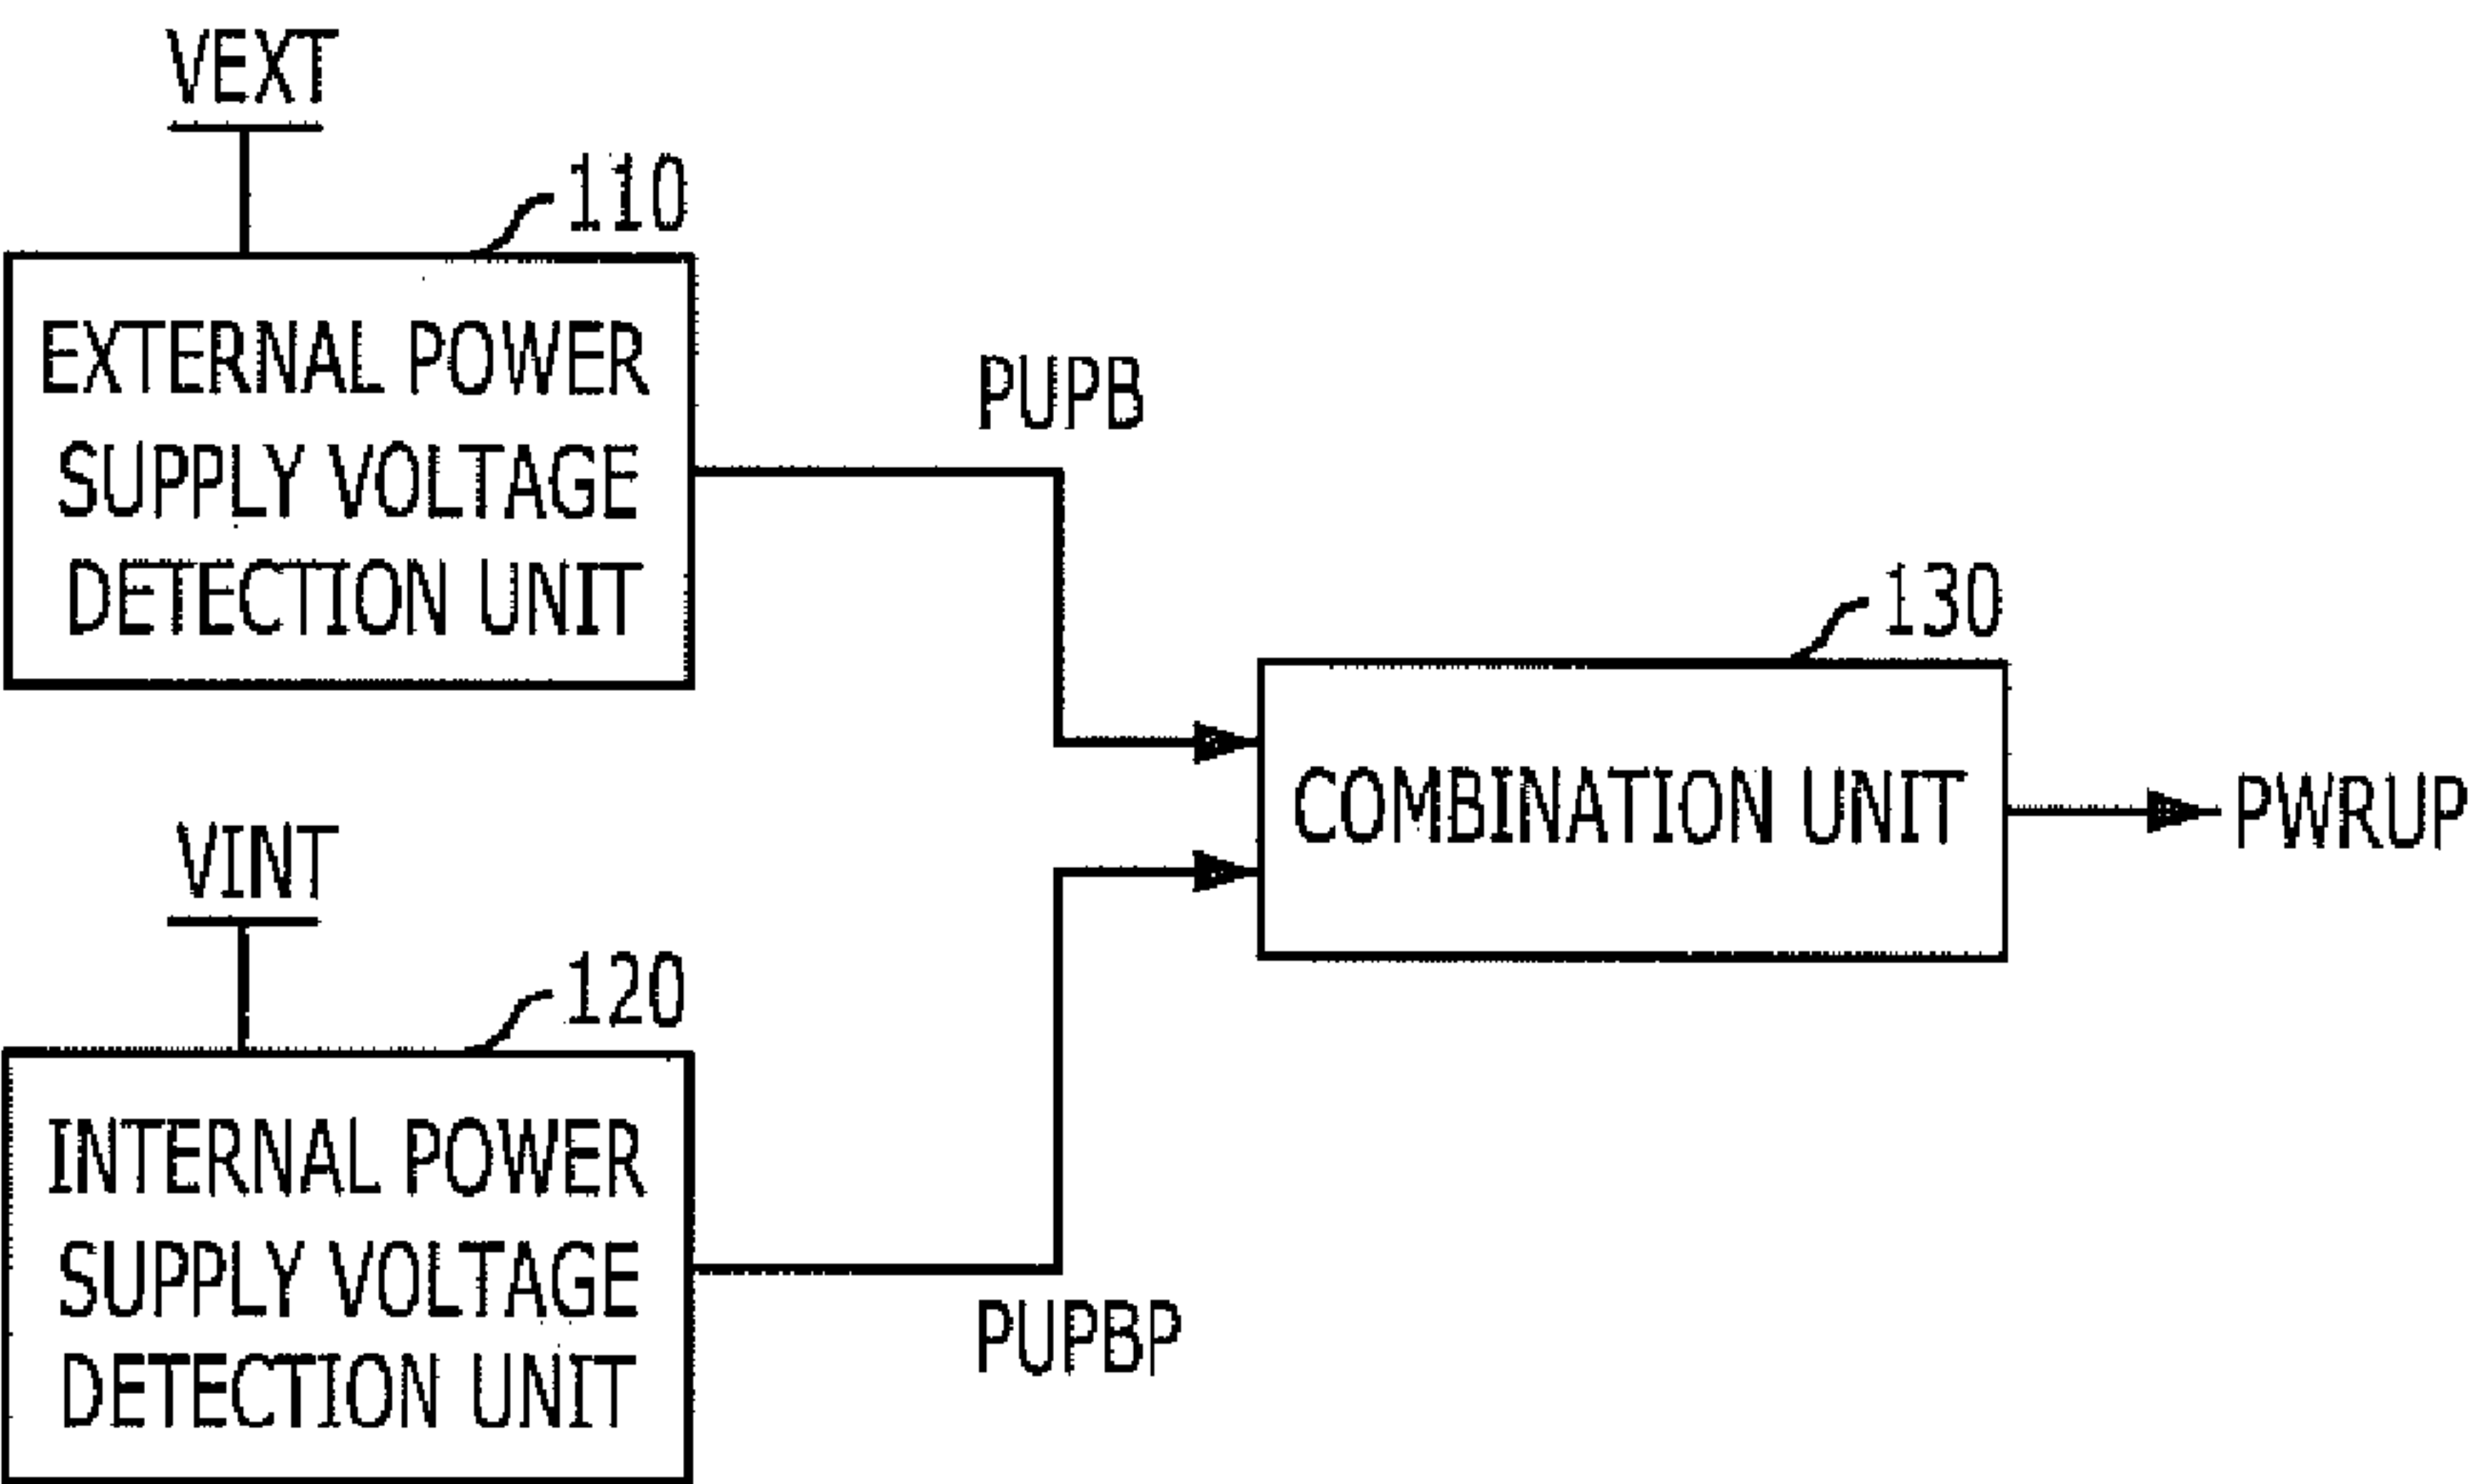 VEXT
110
EXTERNAL POWER
SUPPLY VOLTAGE
DETECTION UNIT
PUPB
130
COMBINATION UNIT
PWRUP
VINT
120
INTERNAL POWER
SUPPLY VOLTAGE
DETECTION UNIT
PUPBP